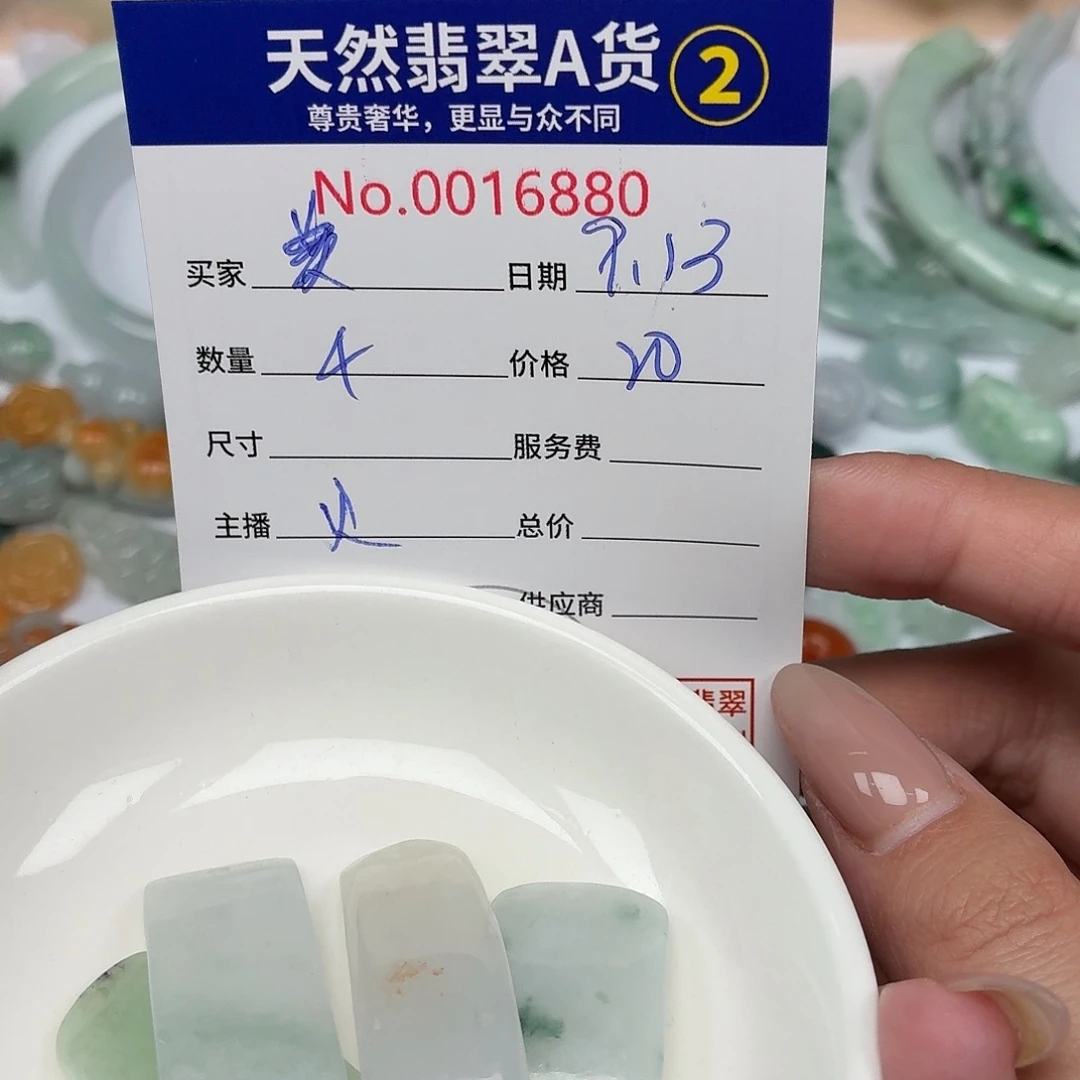 天然翡翠A货 2
尊贵奢华，更显与众不同
No.0016880
买家 日期
数量 4 价格 20
尺寸 服务费
主播 总价
供应商
翡翠